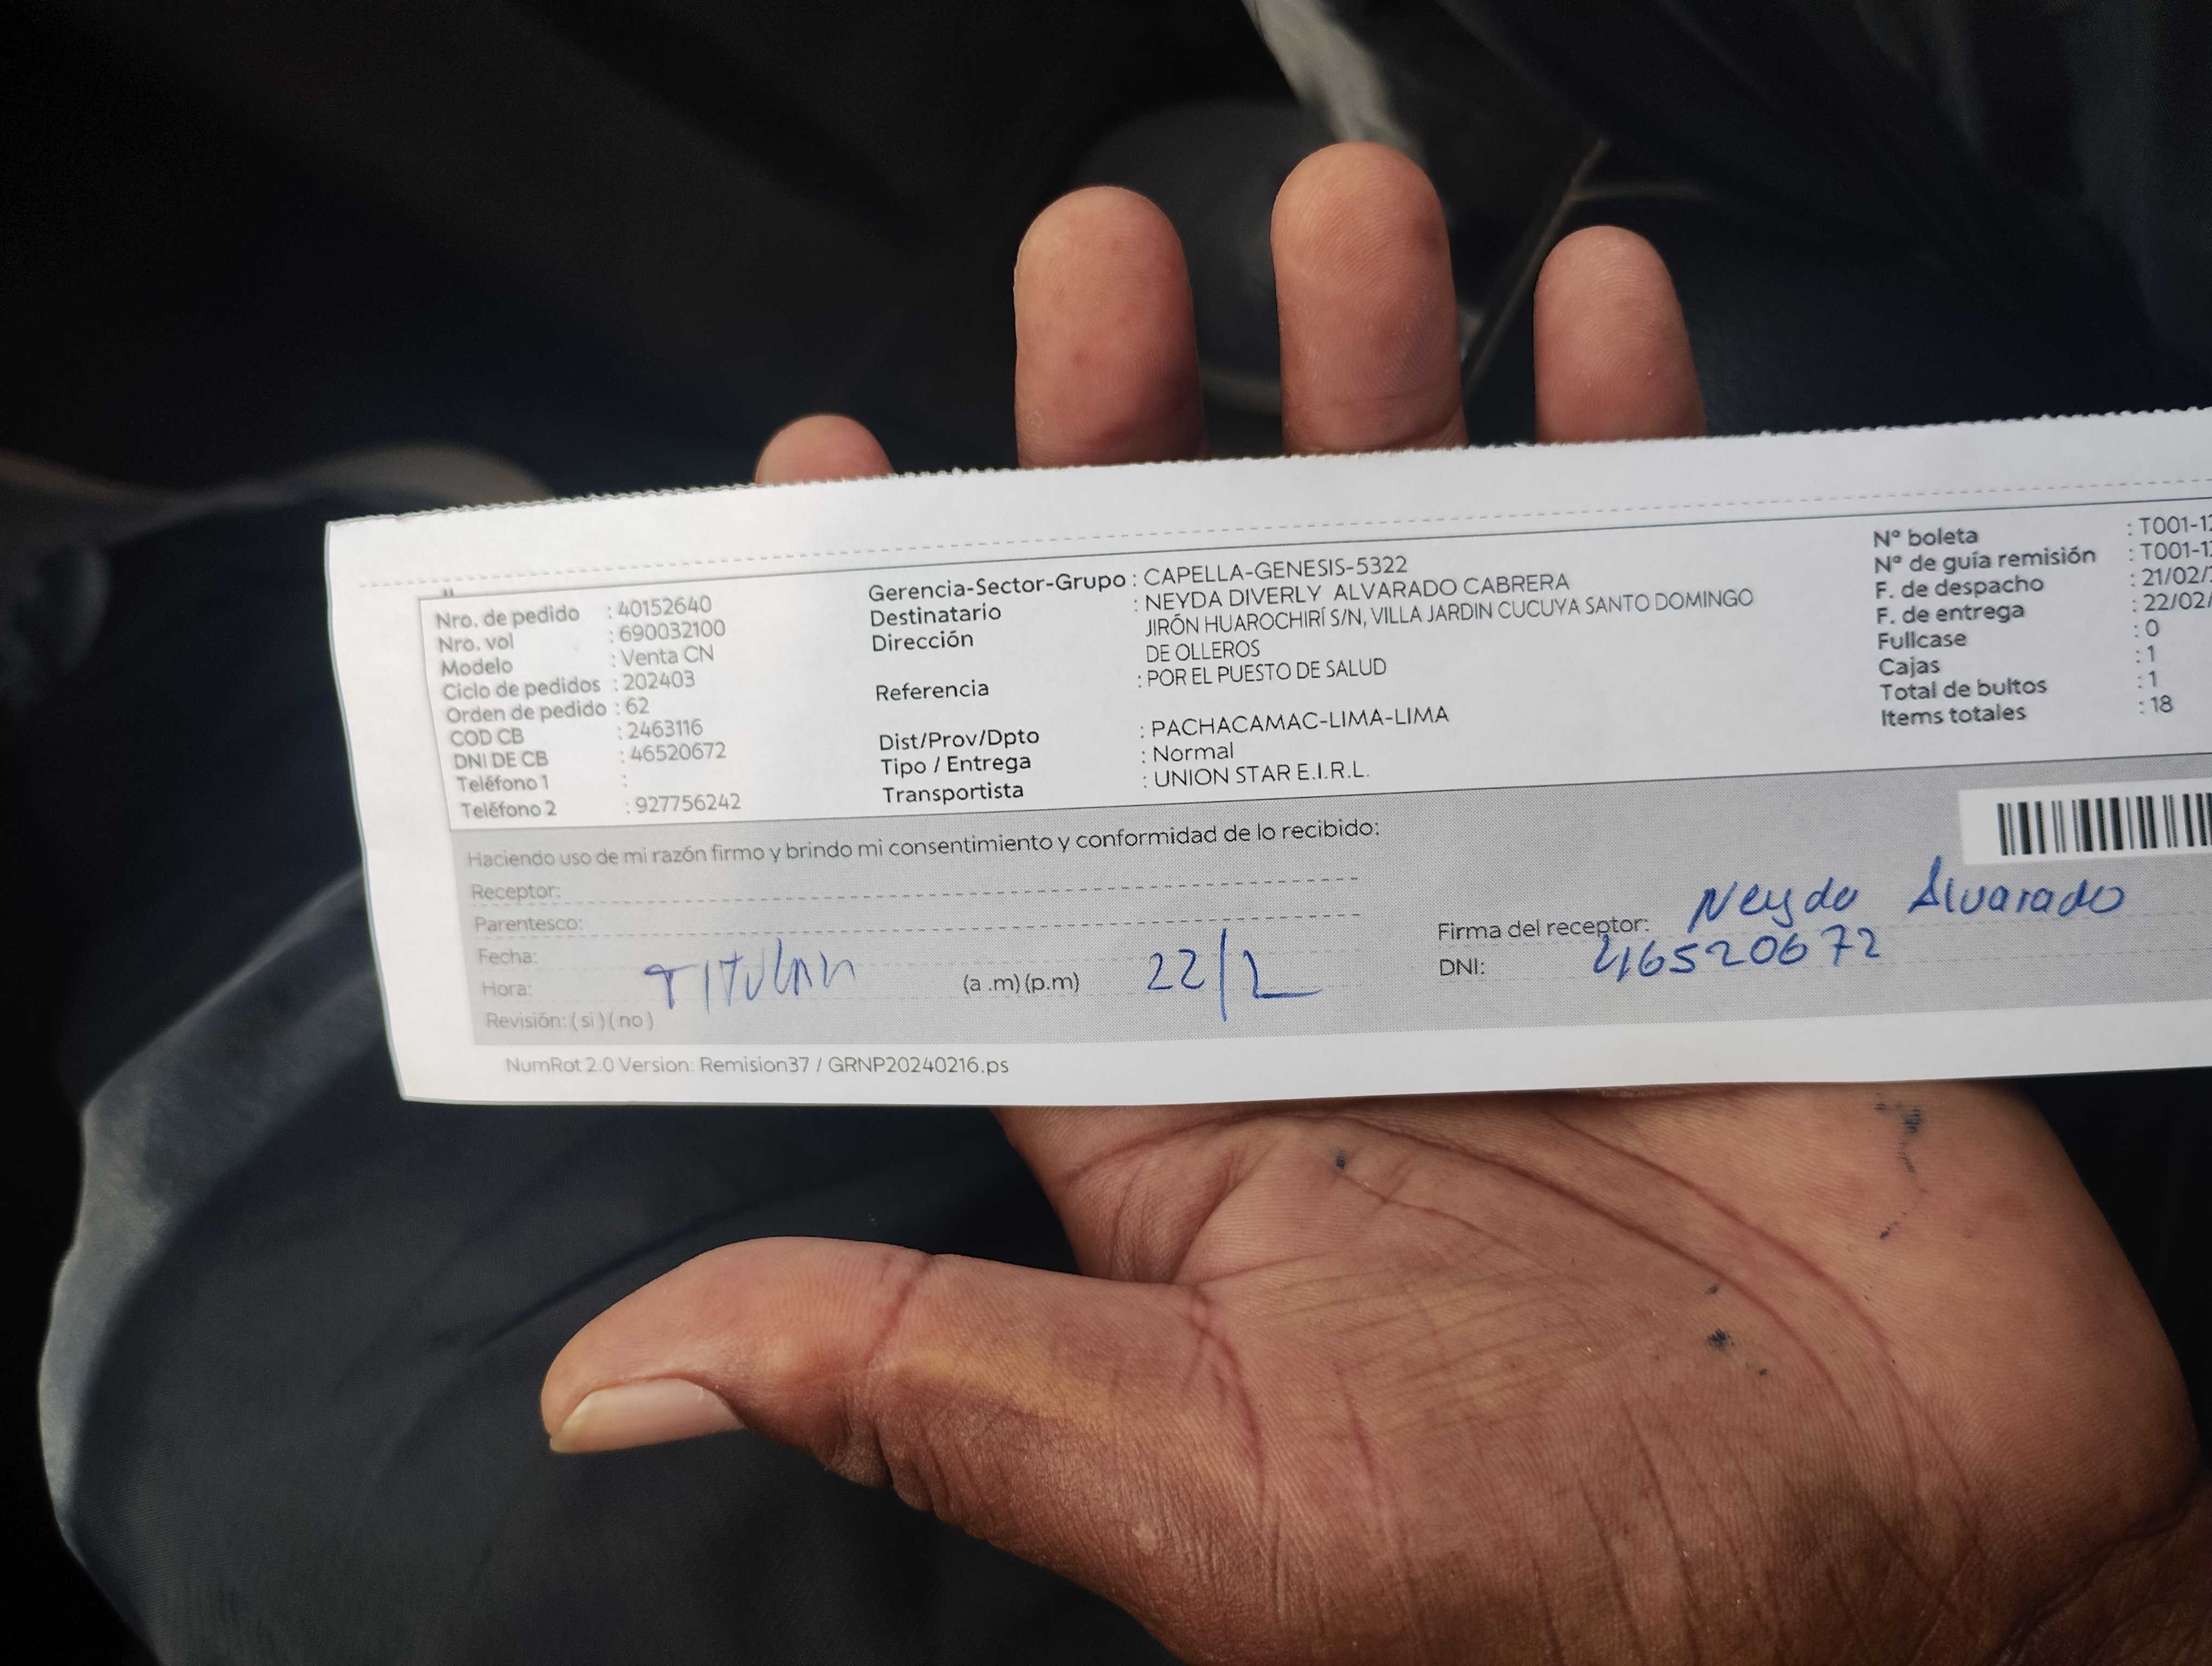 Nro. de pedido : 40152640
Nro. vol : 690032100
Modelo : Venta CN
Ciclo de pedidos : 202403
Orden de pedido : 62
COD CB : 2463116
DNI DE CB : 46520672
Teléfono 1 :
Teléfono 2 : 927756242
Gerencia-Sector-Grupo : CAPELLA-GENESIS-5322
Destinatario : NEYDA DIVERLY ALVARADO CABRERA
Dirección : JIRÓN HUAROCHIRÍ S/N, VILLA JARDIN CUCUYA SANTO DOMINGO
DE OLLEROS
Referencia : POR EL PUESTO DE SALUD
Dist/Prov/Dpto : PACHACAMAC-LIMA-LIMA
Tipo / Entrega : Normal
Transportista : UNION STAR E.I.R.L.
Nº boleta : T001-1
Nº de guía remisión : T001-1
F. de despacho : 21/02/
F. de entrega : 22/02/
Fullcase : 0
Cajas : 1
Total de bultos : 1
Items totales : 18
Haciendo uso de mi razón firmo y brindo mi consentimiento y conformidad de lo recibido:
Receptor:
Parentesco:
Fecha:
Hora: TITULAR (a .m) (p.m) 22/2
Revisión: ( si ) ( no )
Firma del receptor: Neyda Alvarado
DNI: 46520672
NumRot 2.0 Version: Remision37 / GRNP20240216.ps